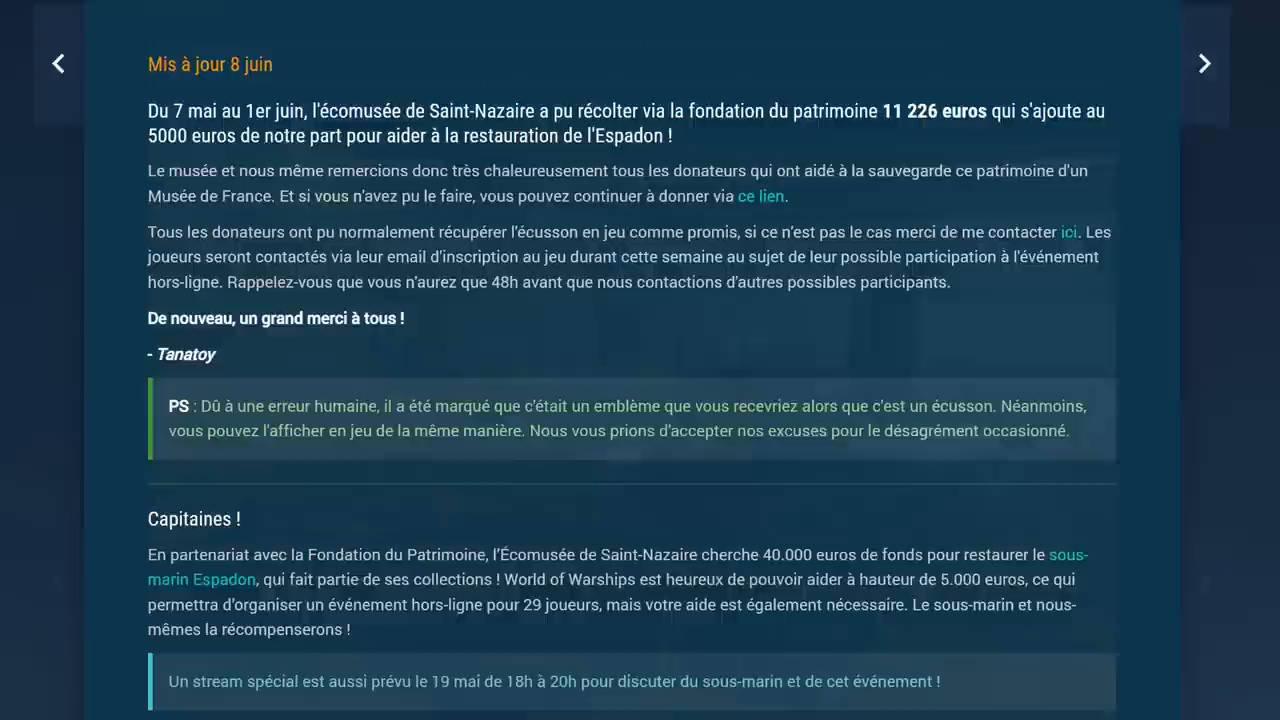 Mis à jour 8 juin
Du 7 mai au 1er juin, l'écomusée de Saint-Nazaire a pu récolter via la fondation du patrimoine 11 226 euros qui s'ajoute au
5000 euros de notre part pour aider à la restauration de l'Espadon !
Le musée et nous même remercions donc très chaleureusement tous les donateurs qui ont aidé à la sauvegarde ce patrimoine d'un
Musée de France. Et si vous n'avez pu le faire, vous pouvez continuer à donner via ce lien.
Tous les donateurs ont pu normalement récupérer l'écusson en jeu comme promis, si ce n'est pas le cas merci de me contacter ici. Les
joueurs seront contactés via leur email d'inscription au jeu durant cette semaine au sujet de leur possible participation à l'événement
hors-ligne. Rappelez-vous que vous n'aurez que 48h avant que nous contactions d'autres possibles participants.
De nouveau, un grand merci à tous !
- Tanatoy
PS : Dû à une erreur humaine, il a été marqué que c'était un emblème que vous recevriez alors que c'est un écusson. Néanmoins,
vous pouvez l'afficher en jeu de la même manière. Nous vous prions d'accepter nos excuses pour le désagrément occasionné.
Capitaines !
En partenariat avec la Fondation du Patrimoine, l'Écomusée de Saint-Nazaire cherche 40.000 euros de fonds pour restaurer le sous-
marin Espadon, qui fait partie de ses collections ! World of Warships est heureux de pouvoir aider à hauteur de 5.000 euros, ce qui
permettra d'organiser un événement hors-ligne pour 29 joueurs, mais votre aide est également nécessaire. Le sous-marin et nous-
mêmes la récompenserons !
Un stream spécial est aussi prévu le 19 mai de 18h à 20h pour discuter du sous-marin et de cet événement !